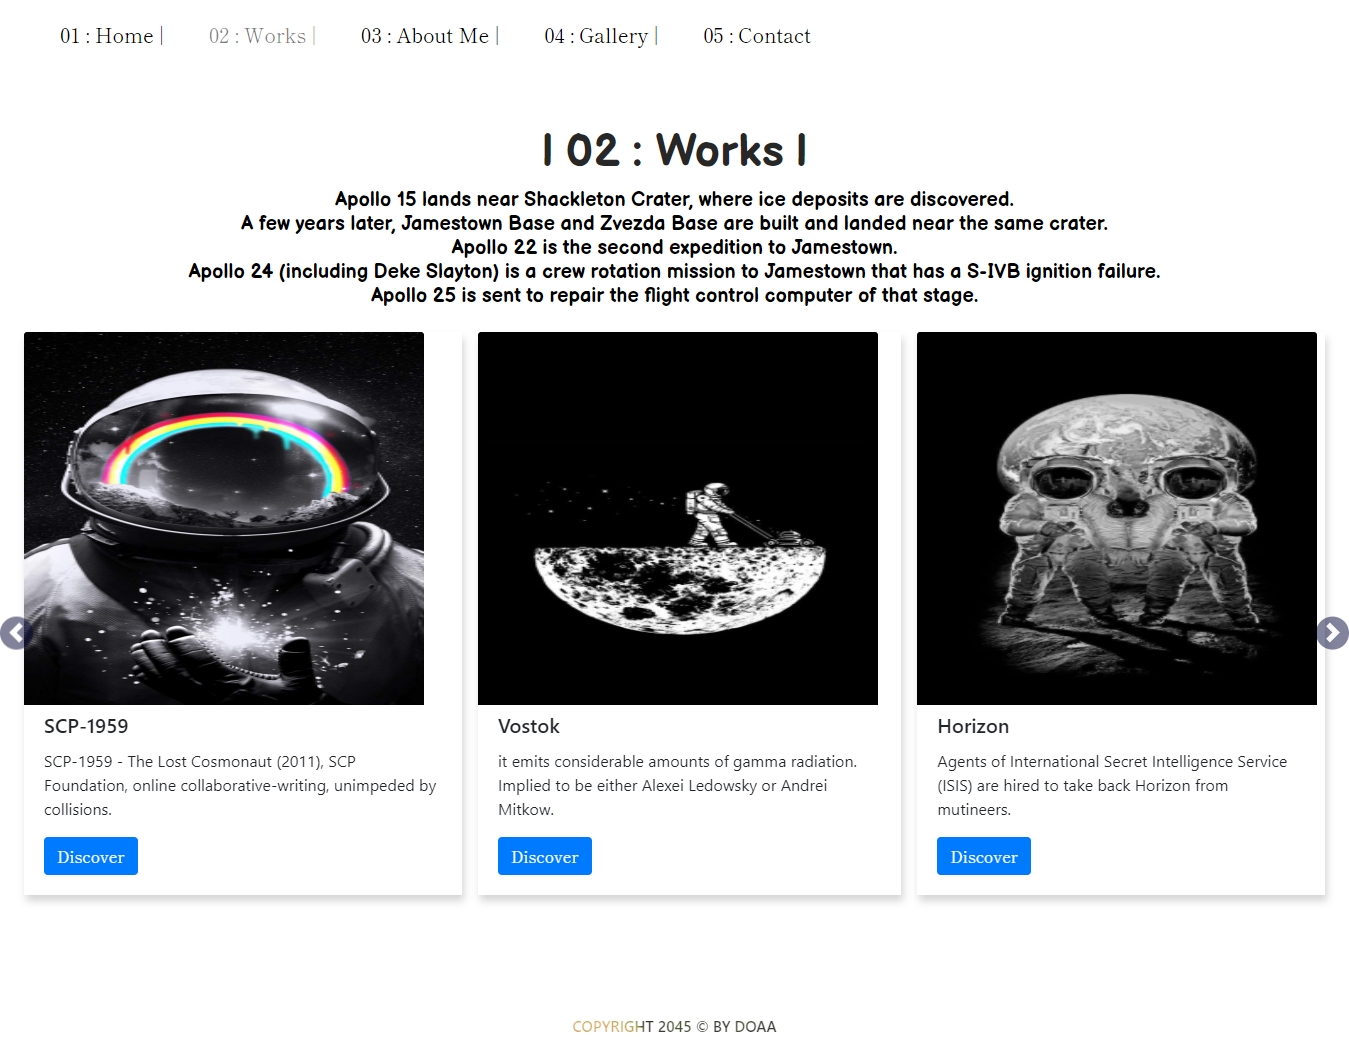 01 : Home | 02 : Works | 03 : About Me | 04 : Gallery | 05 : Contact
| 02 : Works |
Apollo 15 lands near Shackleton Crater, where ice deposits are discovered.
A few years later, Jamestown Base and Zvezda Base are built and landed near the same crater.
Apollo 22 is the second expedition to Jamestown.
Apollo 24 (including Deke Slayton) is a crew rotation mission to Jamestown that has a S-IVB ignition failure.
Apollo 25 is sent to repair the flight control computer of that stage.
SCP-1959
SCP-1959 - The Lost Cosmonaut (2011), SCP
Foundation, online collaborative-writing, unimpeded by
collisions.
Discover
Vostok
it emits considerable amounts of gamma radiation.
Implied to be either Alexei Ledowsky or Andrei
Mitkow.
Discover
Horizon
Agents of International Secret Intelligence Service
(ISIS) are hired to take back Horizon from
mutineers.
Discover
COPYRIGHT 2045 © BY DOAA